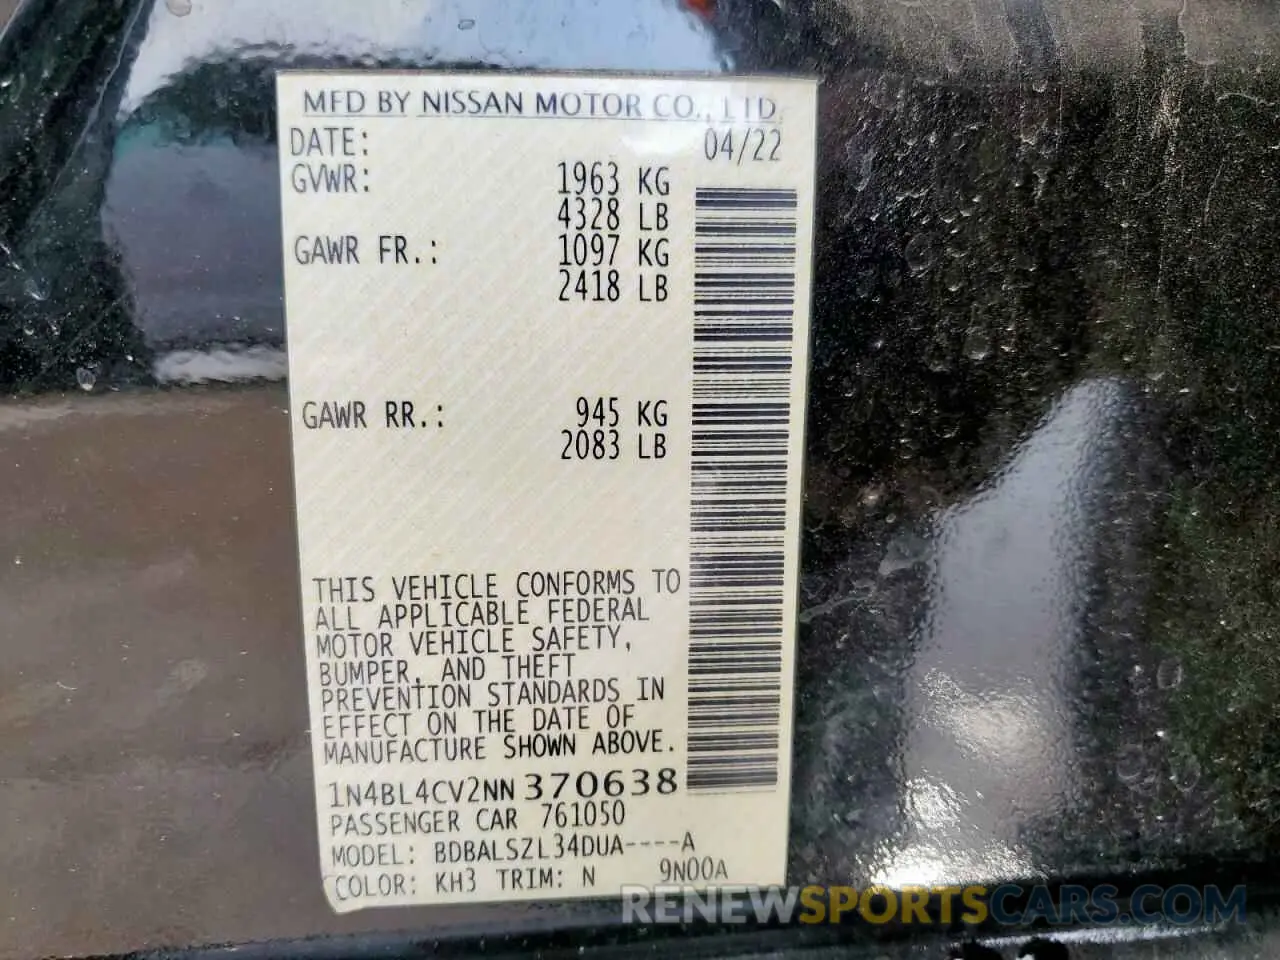 MFD BY NISSAN MOTOR CO., LTD.
DATE: 04/22
GVWR: 1963 KG
4328 LB
GAWR FR.: 1097 KG
2418 LB
GAWR RR.: 945 KG
2083 LB
THIS VEHICLE CONFORMS TO
ALL APPLICABLE FEDERAL
MOTOR VEHICLE SAFETY,
BUMPER, AND THEFT
PREVENTION STANDARDS IN
EFFECT ON THE DATE OF
MANUFACTURE SHOWN ABOVE.
1N4BL4CV2NN370638
PASSENGER CAR 761050
MODEL: BDBALSZL34DUA----A
COLOR: KH3 TRIM: N 9N00A
RENEWSPORTSCARS.COM